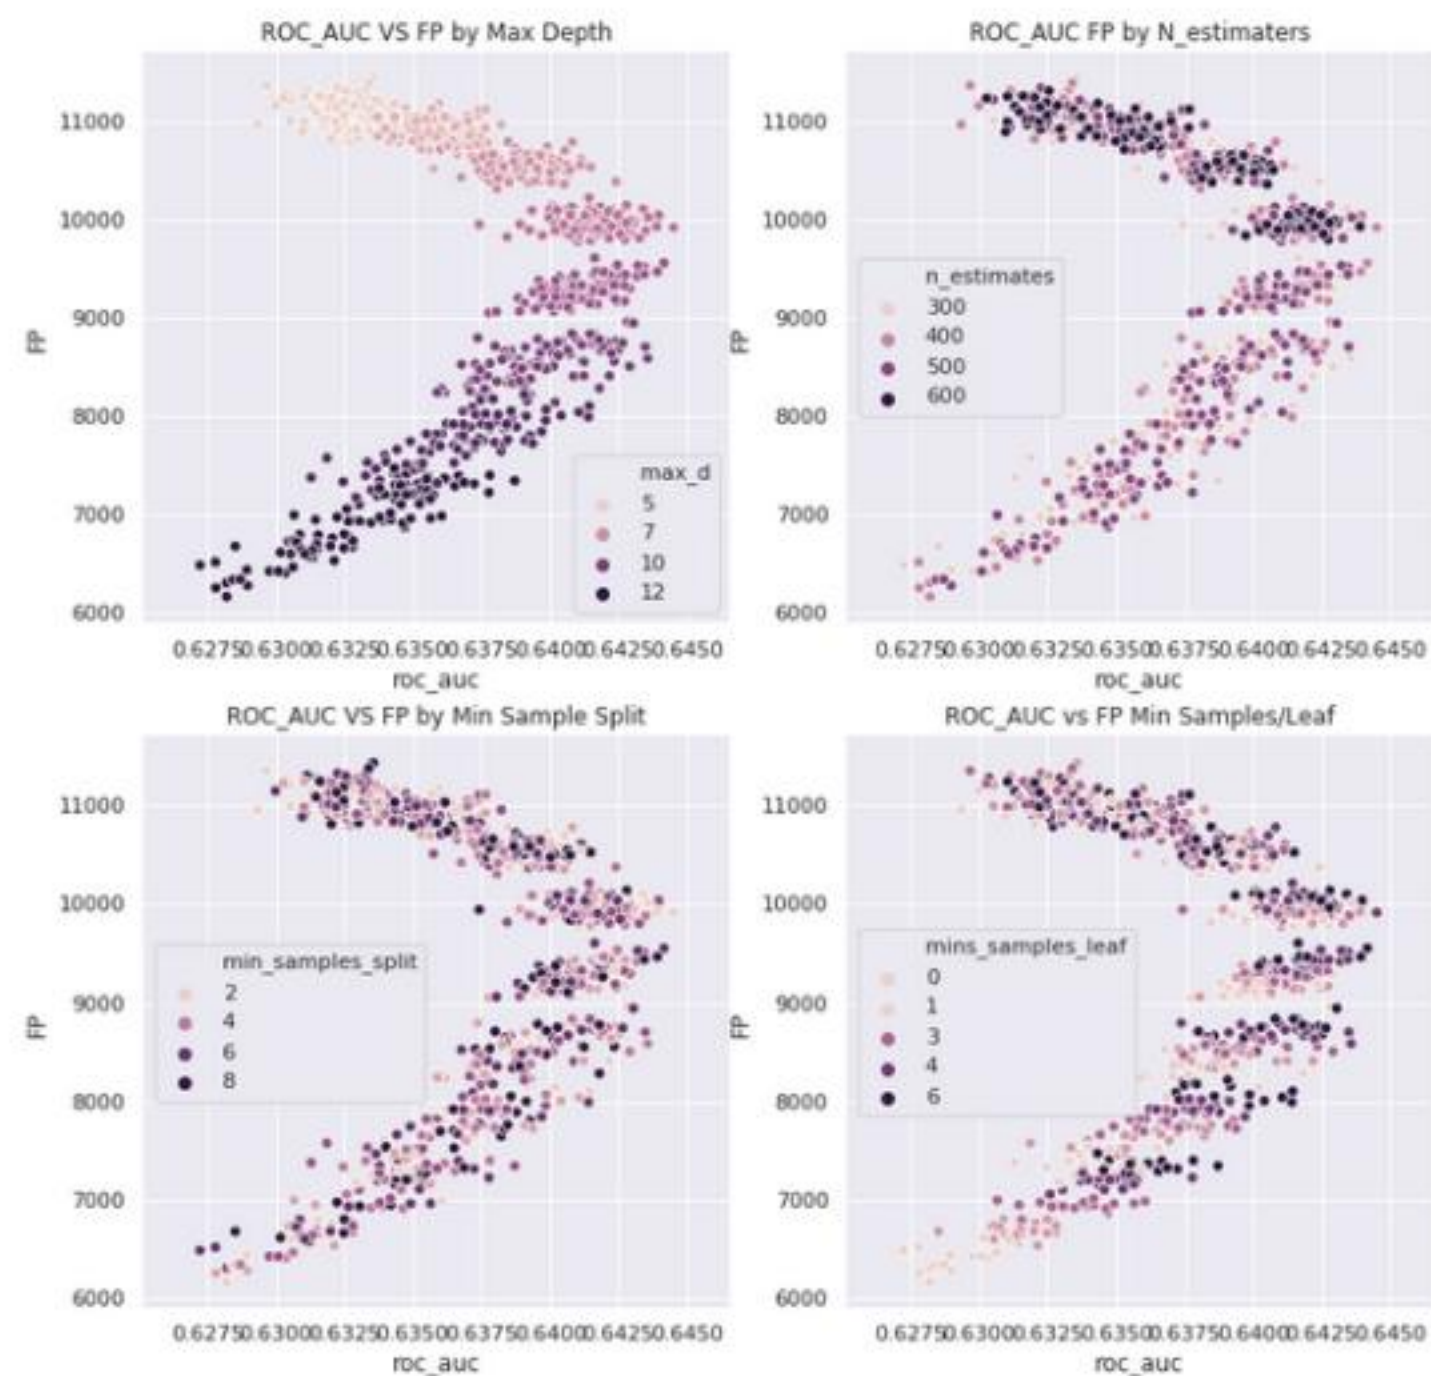 ROC_AUC VS FP by Max Depth
11000
10000
9000
8000
7000
6000
FP
max_d
5
7
10
12
0.6275 0.6300 0.6325 0.6350 0.6375 0.6400 0.6425 0.6450
roc_auc
ROC_AUC FP by N_estimaters
11000
10000
9000
8000
7000
6000
FP
n_estimates
300
400
500
600
0.6275 0.6300 0.6325 0.6350 0.6375 0.6400 0.6425 0.6450
roc_auc
ROC_AUC VS FP by Min Sample Split
11000
10000
9000
8000
7000
6000
FP
min_samples_split
2
4
6
8
0.6275 0.6300 0.6325 0.6350 0.6375 0.6400 0.6425 0.6450
roc_auc
ROC_AUC vs FP Min Samples/Leaf
11000
10000
9000
8000
7000
6000
FP
mins_samples_leaf
0
1
3
4
6
0.6275 0.6300 0.6325 0.6350 0.6375 0.6400 0.6425 0.6450
roc_auc